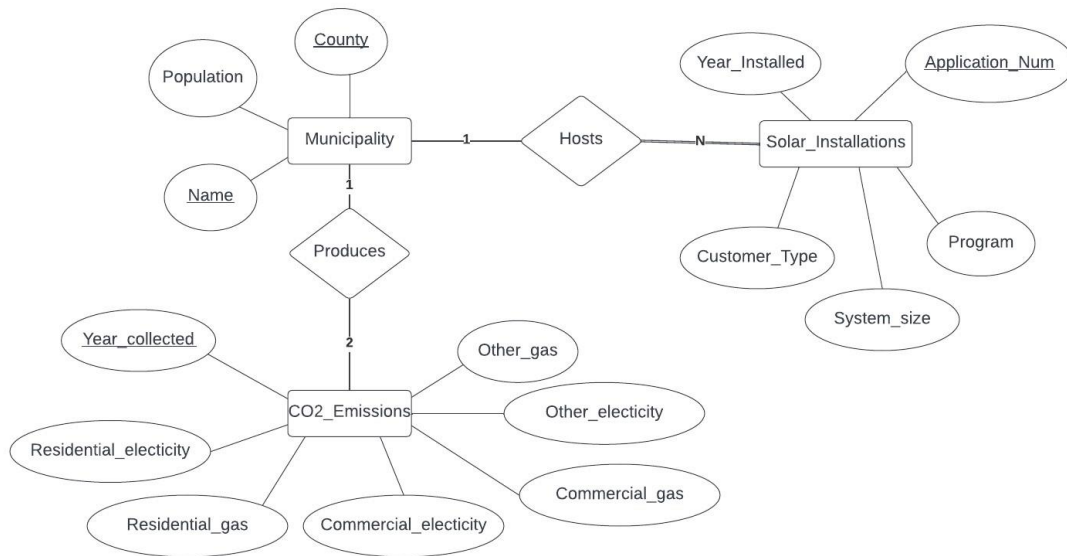 County
Population
Year_Installed
Application_Num
Municipality
1
Hosts
N
Solar_Installations
Name
1
Produces
Customer_Type
Program
System_size
Year_collected
2
Other_gas
CO2_Emissions
Other_electicity
Residential_electicity
Commercial_gas
Residential_gas
Commercial_electicity